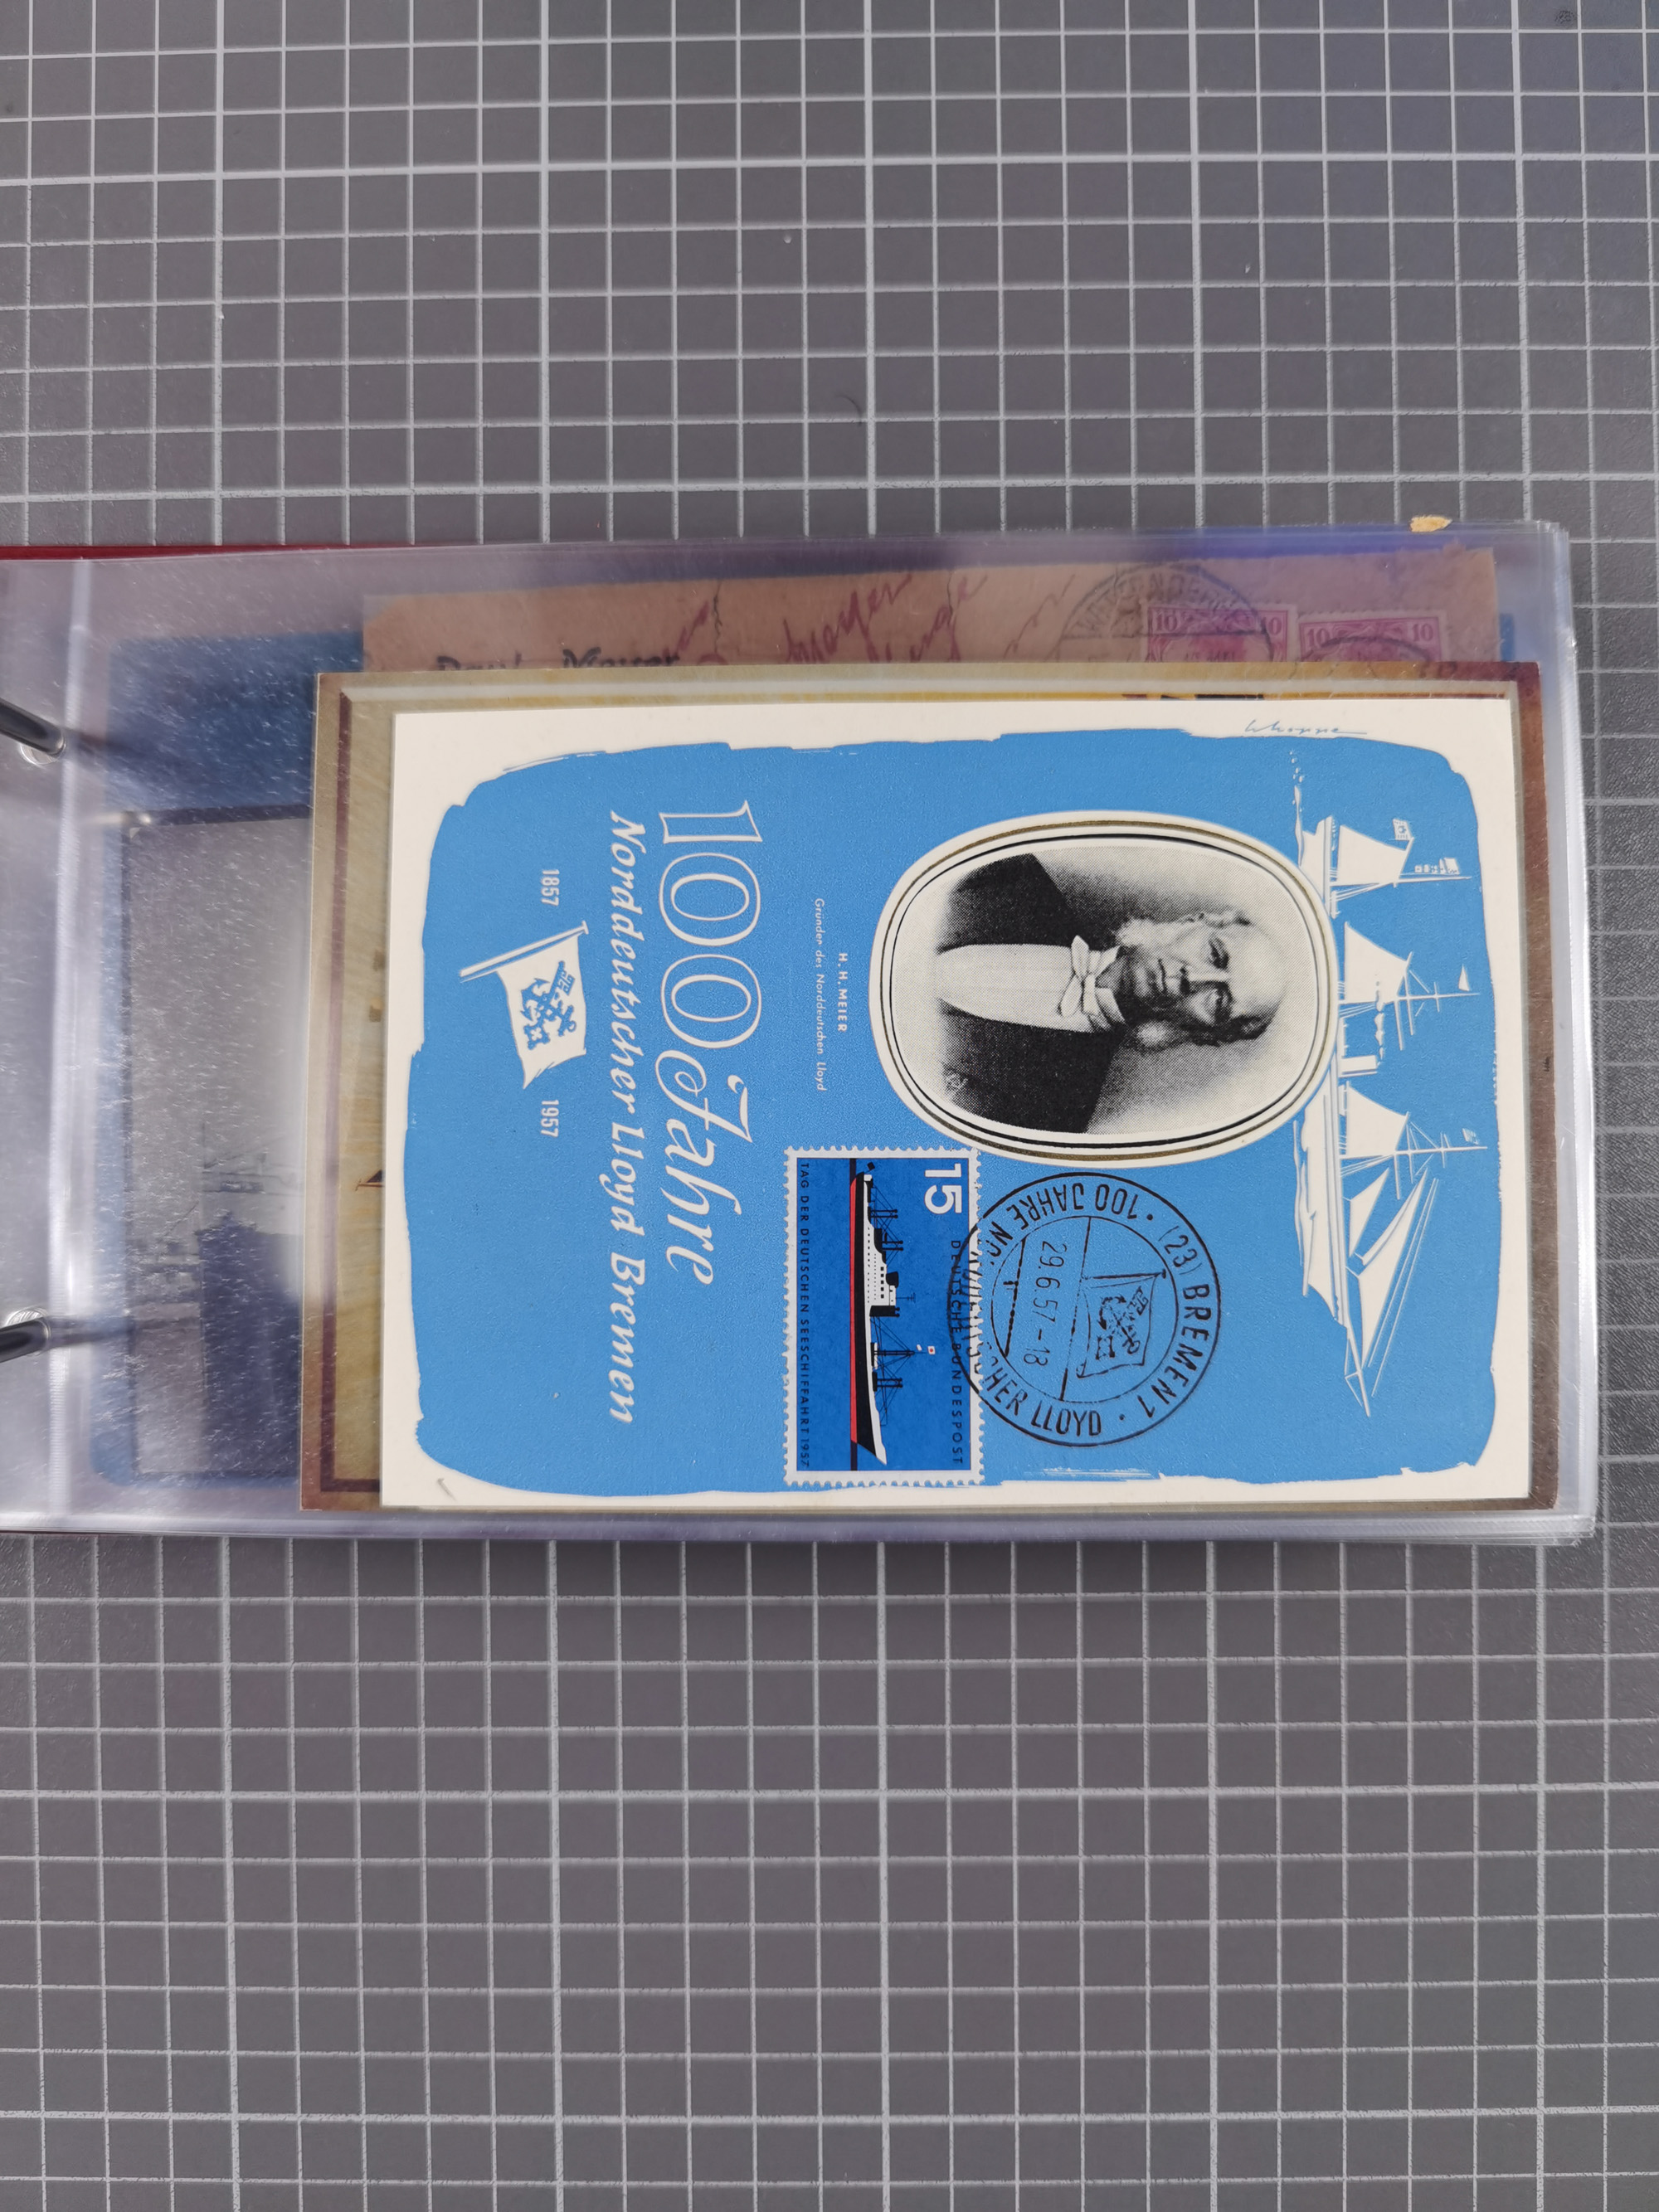 H. H. MEIER
Gründer des Norddeutschen Lloyd
100 Jahre
Norddeutscher Lloyd Bremen
1857
1957
15
DEUTSCHE BUNDESPOST
TAG DER DEUTSCHEN SEESCHIFFAHRT 1957
(23) BREMEN 1
100 JAHRE NORDDEUTSCHER LLOYD
29.6.57-18
10
10
10
10